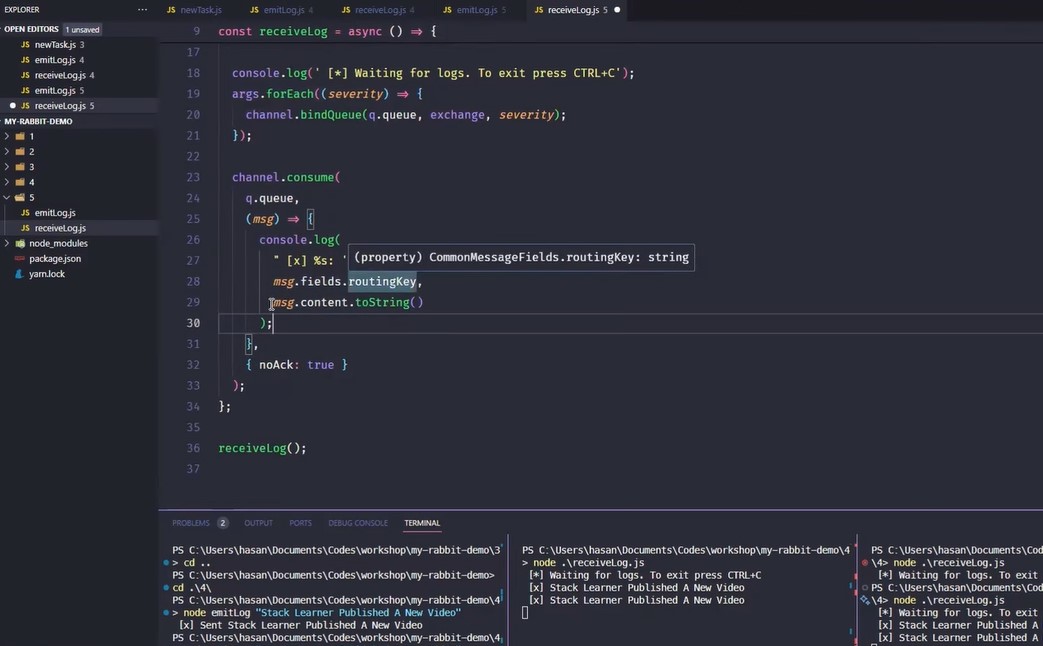 EXPLORER
...
JS newTask.js
JS emitLog.js 4
JS receiveLog.js 4
JS emitLog.js 5
JS receiveLog.js 5
OPEN EDITORS 1 unsaved
JS newTask.js 3
JS emitLog.js 4
JS receiveLog.js 4
JS emitLog.js 5
JS receiveLog.js 5
MY-RABBIT-DEMO
1
2
3
4
5
JS emitLog.js
JS receiveLog.js
node_modules
package.json
yarn.lock
9 const receiveLog = async () => {
17
18 console.log(' [*] Waiting for logs. To exit press CTRL+C');
19 args.forEach((severity) => {
20 channel.bindQueue(q.queue, exchange, severity);
21 });
22
23 channel.consume(
24 q.queue,
25 (msg) => {
26 console.log(
27 " [x] %s: '
(property) CommonMessageFields.routingKey: string
28 msg.fields.routingKey,
29 msg.content.toString()
30 );
31 },
32 { noAck: true }
33 );
34 };
35
36 receiveLog();
37
PROBLEMS 2 OUTPUT PORTS DEBUG CONSOLE TERMINAL
PS C:\Users\hasan\Documents\Codes\workshop\my-rabbit-demo\3
> cd ..
PS C:\Users\hasan\Documents\Codes\workshop\my-rabbit-demo>
cd .\4\
PS C:\Users\hasan\Documents\Codes\workshop\my-rabbit-demo\4
> node emitLog "Stack Learner Published A New Video"
[x] Sent Stack Learner Published A New Video
PS C:\Users\hasan\Documents\Codes\workshop\my-rabbit-demo\4
PS C:\Users\hasan\Documents\Codes\workshop\my-rabbit-demo\4
> node .\receiveLog.js
[*] Waiting for logs. To exit press CTRL+C
[x] Stack Learner Published A New Video
[x] Stack Learner Published A New Video
PS C:\Users\hasan\Documents\Cod
\4> node .\receiveLog.js
[*] Waiting for logs. To exit
PS C:\Users\hasan\Documents\Cod
\4> node .\receiveLog.js
[*] Waiting for logs. To exit
[x] Stack Learner Published A
[x] Stack Learner Published A